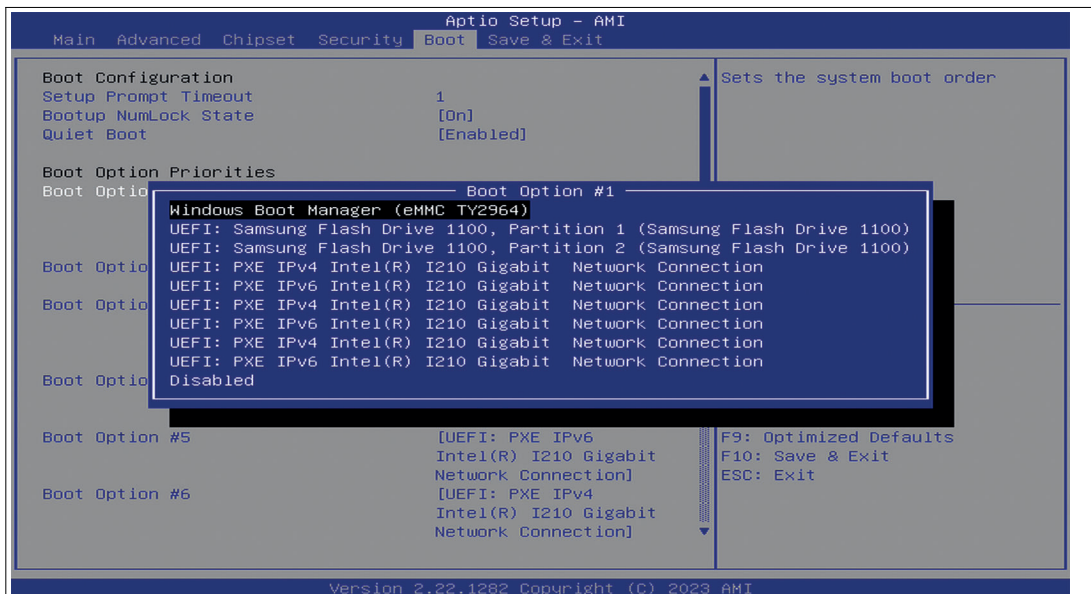 Aptio Setup – AMI
Main Advanced Chipset Security Boot Save & Exit
Boot Configuration
Setup Prompt Timeout 1
Bootup NumLock State [On]
Quiet Boot [Enabled]
Boot Option Priorities
Boot Optio
Boot Option #1
Windows Boot Manager (eMMC TY2964)
UEFI: Samsung Flash Drive 1100, Partition 1 (Samsung Flash Drive 1100)
UEFI: Samsung Flash Drive 1100, Partition 2 (Samsung Flash Drive 1100)
UEFI: PXE IPv4 Intel(R) I210 Gigabit Network Connection
UEFI: PXE IPv6 Intel(R) I210 Gigabit Network Connection
UEFI: PXE IPv4 Intel(R) I210 Gigabit Network Connection
UEFI: PXE IPv6 Intel(R) I210 Gigabit Network Connection
UEFI: PXE IPv4 Intel(R) I210 Gigabit Network Connection
UEFI: PXE IPv6 Intel(R) I210 Gigabit Network Connection
Disabled
Boot Optio
Boot Optio
Boot Optio
Boot Option #5 [UEFI: PXE IPv6
Intel(R) I210 Gigabit
Network Connection]
Boot Option #6 [UEFI: PXE IPv4
Intel(R) I210 Gigabit
Network Connection]
Sets the system boot order
F9: Optimized Defaults
F10: Save & Exit
ESC: Exit
Version 2.22.1282 Copyright (C) 2023 AMI